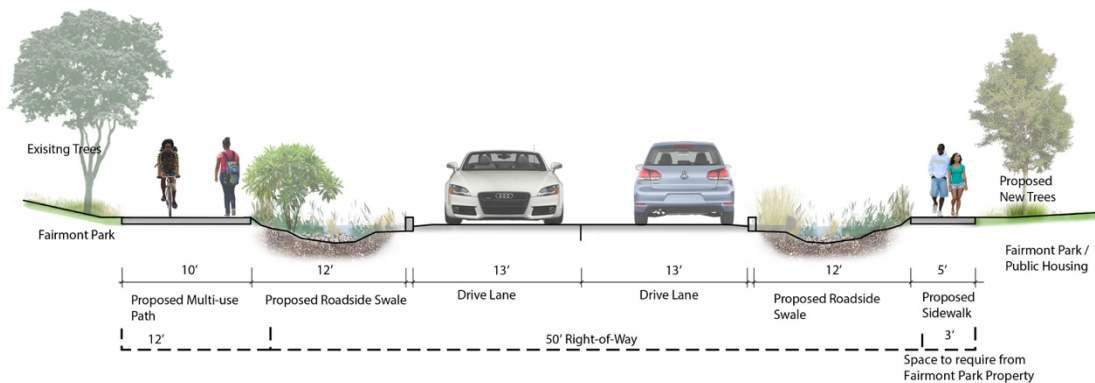 Exisitng Trees
Proposed
New Trees
Fairmont Park
Fairmont Park /
Public Housing
10’
12’
13’
13’
12’
5’
Proposed Multi-use
Path
Proposed Roadside Swale
Drive Lane
Drive Lane
Proposed Roadside
Swale
Proposed
Sidewalk
12’
50’ Right-of-Way
3’
Space to require from
Fairmont Park Property